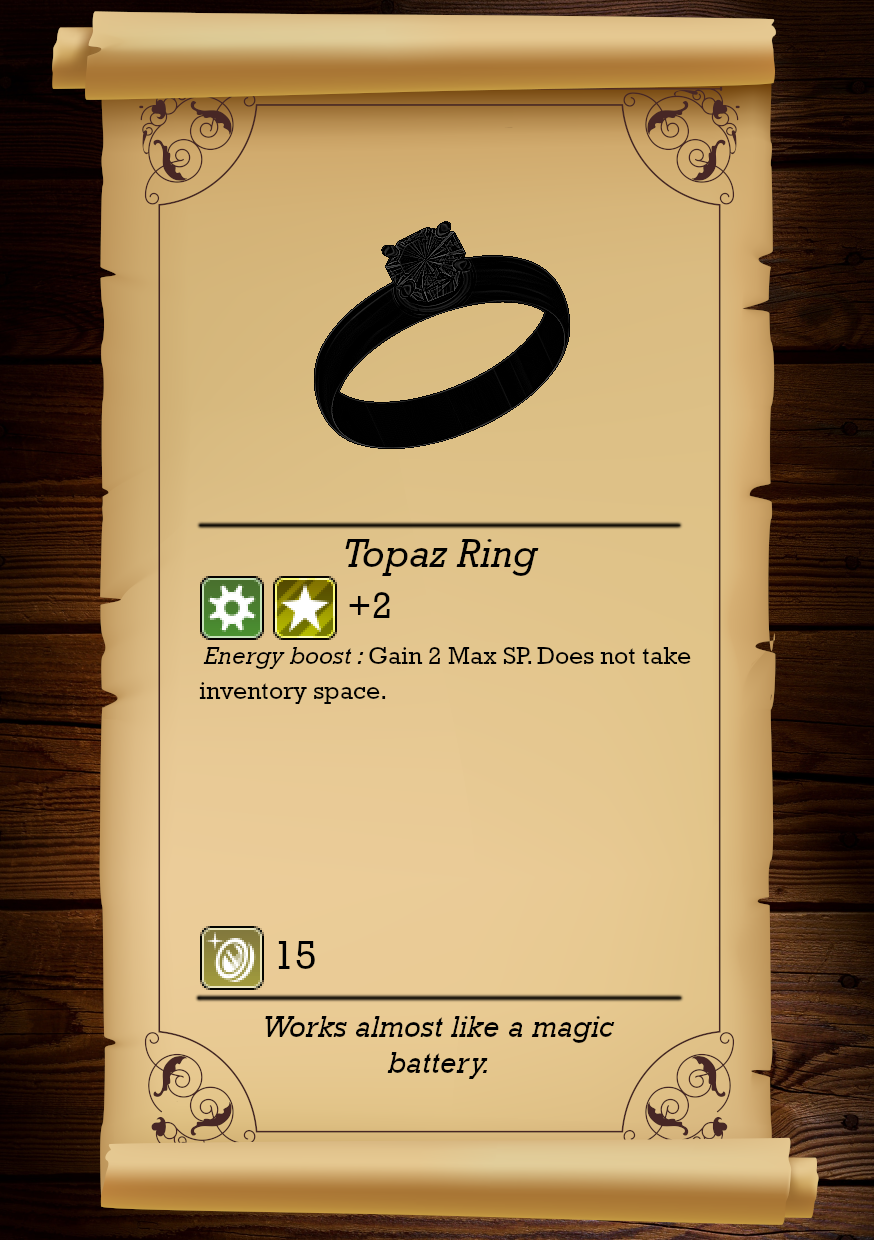 Topaz Ring
+2
Energy boost : Gain 2 Max SP. Does not take
inventory space.
15
Works almost like a magic
battery.